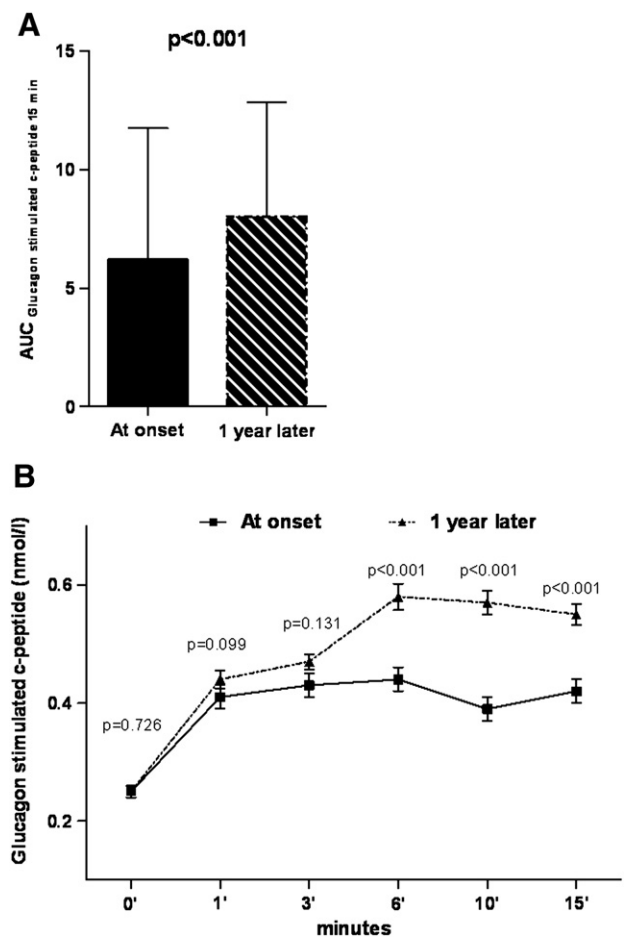 A
p<0.001
15
10
5
0
AUC Glucagon stimulated c-peptide 15 min
At onset
1 year later
B
At onset
1 year later
Glucagon stimulated c-peptide (nmol/l)
0.6
0.4
0.2
p=0.726
p=0.099
p=0.131
p<0.001
p<0.001
p<0.001
0'
1'
3'
6'
10'
15'
minutes